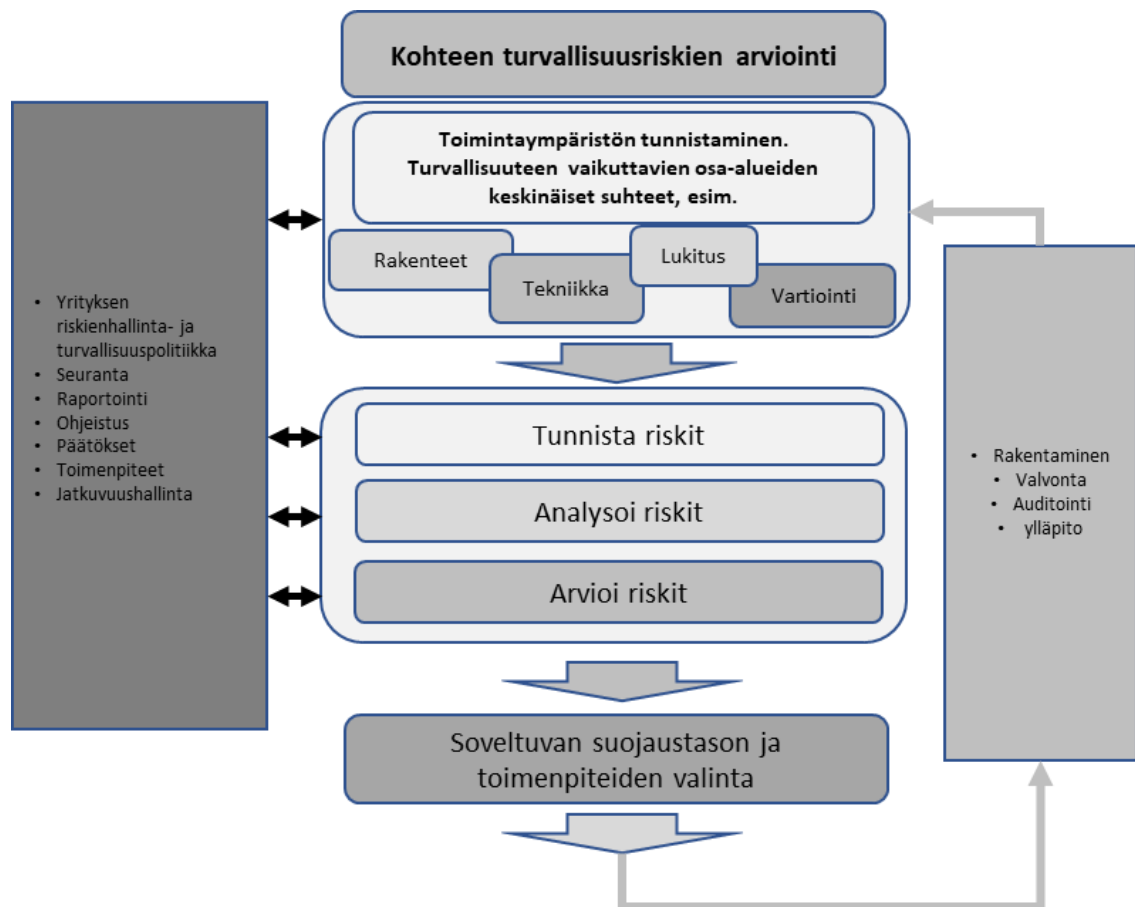 Kohteen turvallisuusriskien arviointi
Toimintaympäristön tunnistaminen.
Turvallisuuteen vaikuttavien osa-alueiden
keskinäiset suhteet, esim.
Rakenteet
Tekniikka
Lukitus
Vartiointi
• Yrityksen
riskienhallinta- ja
turvallisuuspolitiikka
• Seuranta
• Raportointi
• Ohjeistus
• Päätökset
• Toimenpiteet
• Jatkuvuushallinta
Tunnista riskit
Analysoi riskit
Arvioi riskit
• Rakentaminen
• Valvonta
• Auditointi
• ylläpito
Soveltuvan suojaustason ja
toimenpiteiden valinta